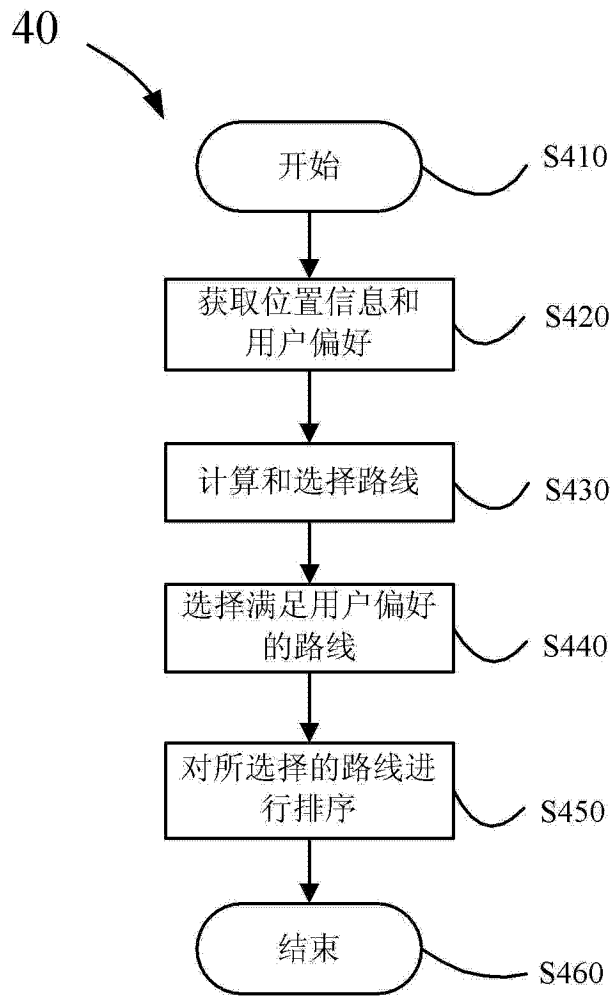 40
开始
S410
获取位置信息和
用户偏好
S420
计算和选择路线
S430
选择满足用户偏好
的路线
S440
对所选择的路线进
行排序
S450
结束
S460